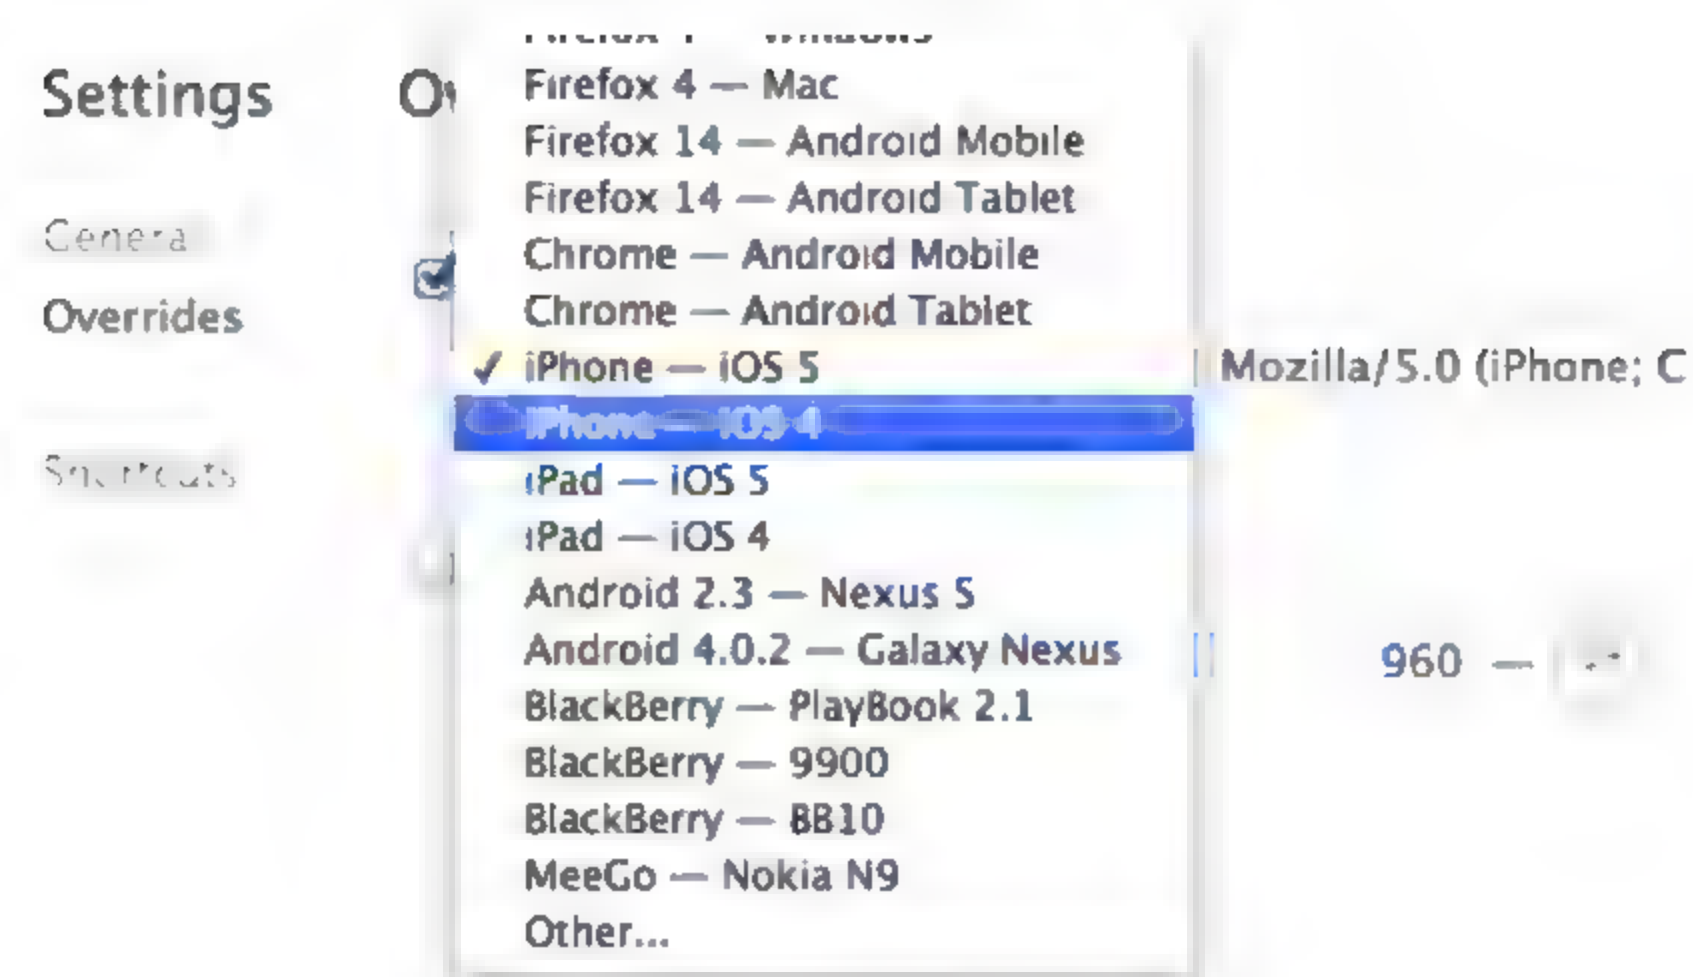 Settings
General
Overrides
Shortcuts
Firefox 4 — Mac
Firefox 14 — Android Mobile
Firefox 14 — Android Tablet
Chrome — Android Mobile
Chrome — Android Tablet
✓ iPhone — iOS 5
iPhone — iOS 4
iPad — iOS 5
iPad — iOS 4
Android 2.3 — Nexus S
Android 4.0.2 — Galaxy Nexus
BlackBerry — PlayBook 2.1
BlackBerry — 9900
BlackBerry — BB10
MeeGo — Nokia N9
Other...
Mozilla/5.0 (iPhone; C
960